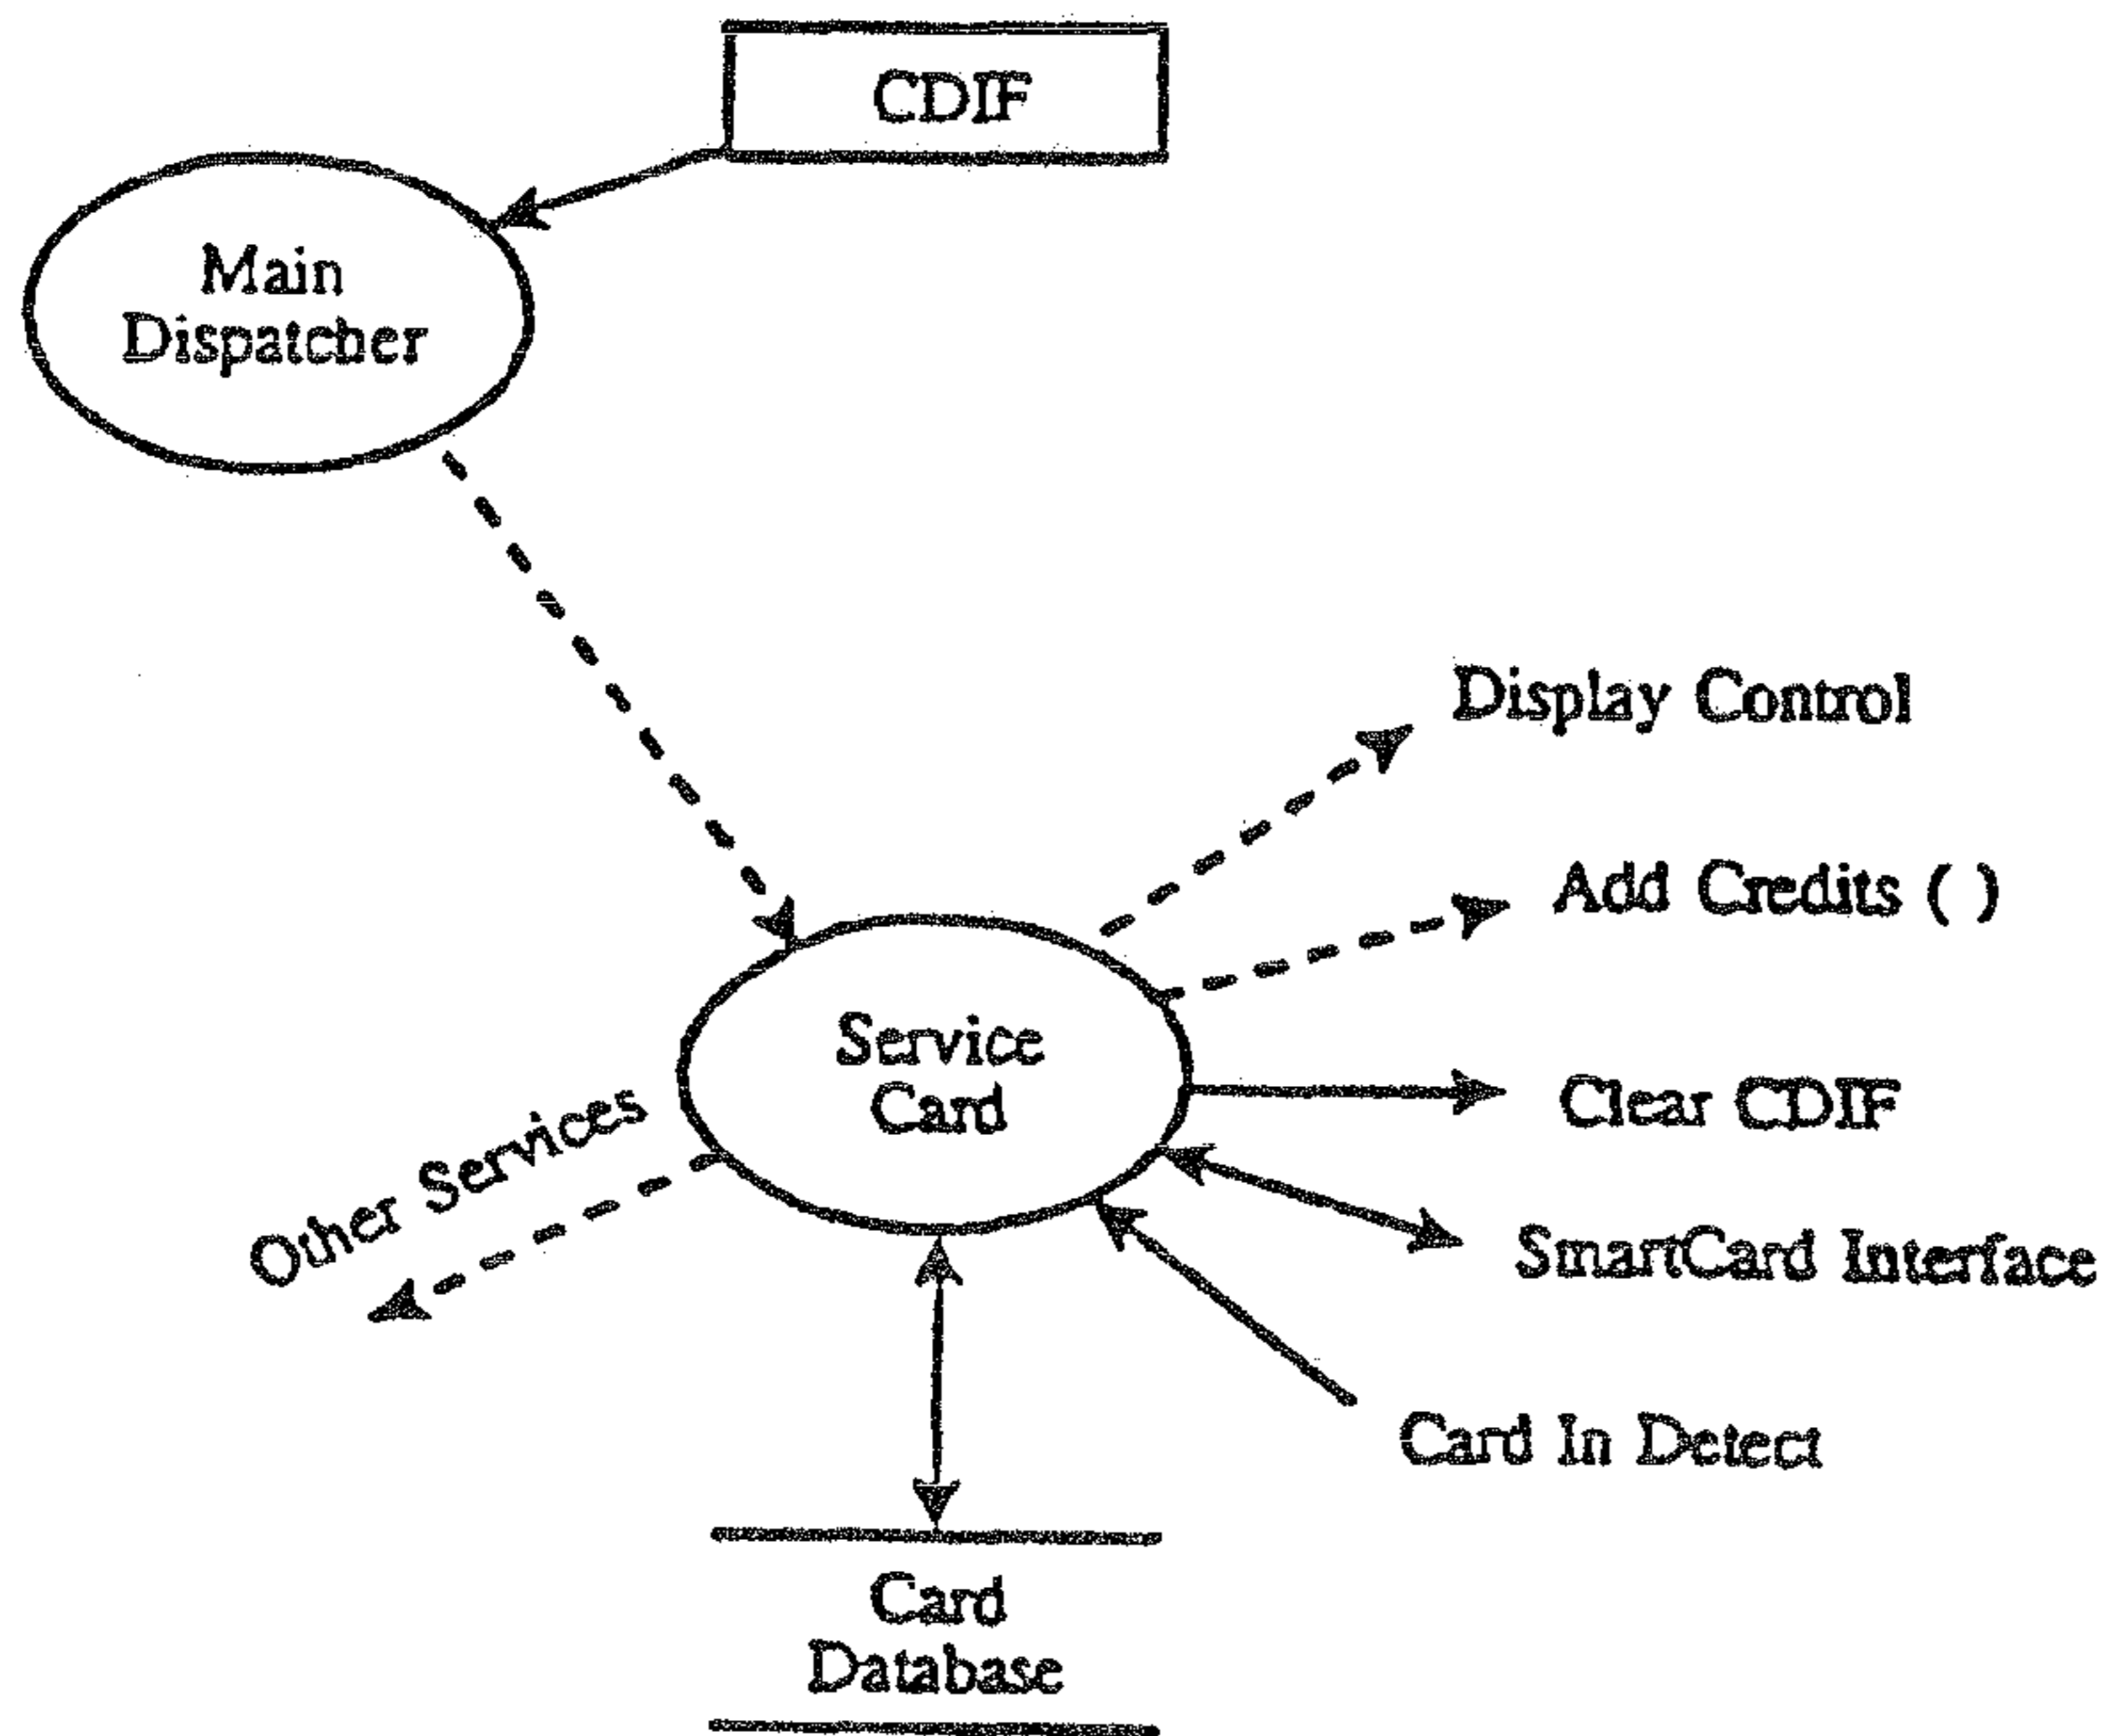 CDIF
Main
Dispatcher
Display Control
Add Credits ( )
Service
Card
Clear CDIF
Other Services
SmartCard Interface
Card In Detect
Card
Database